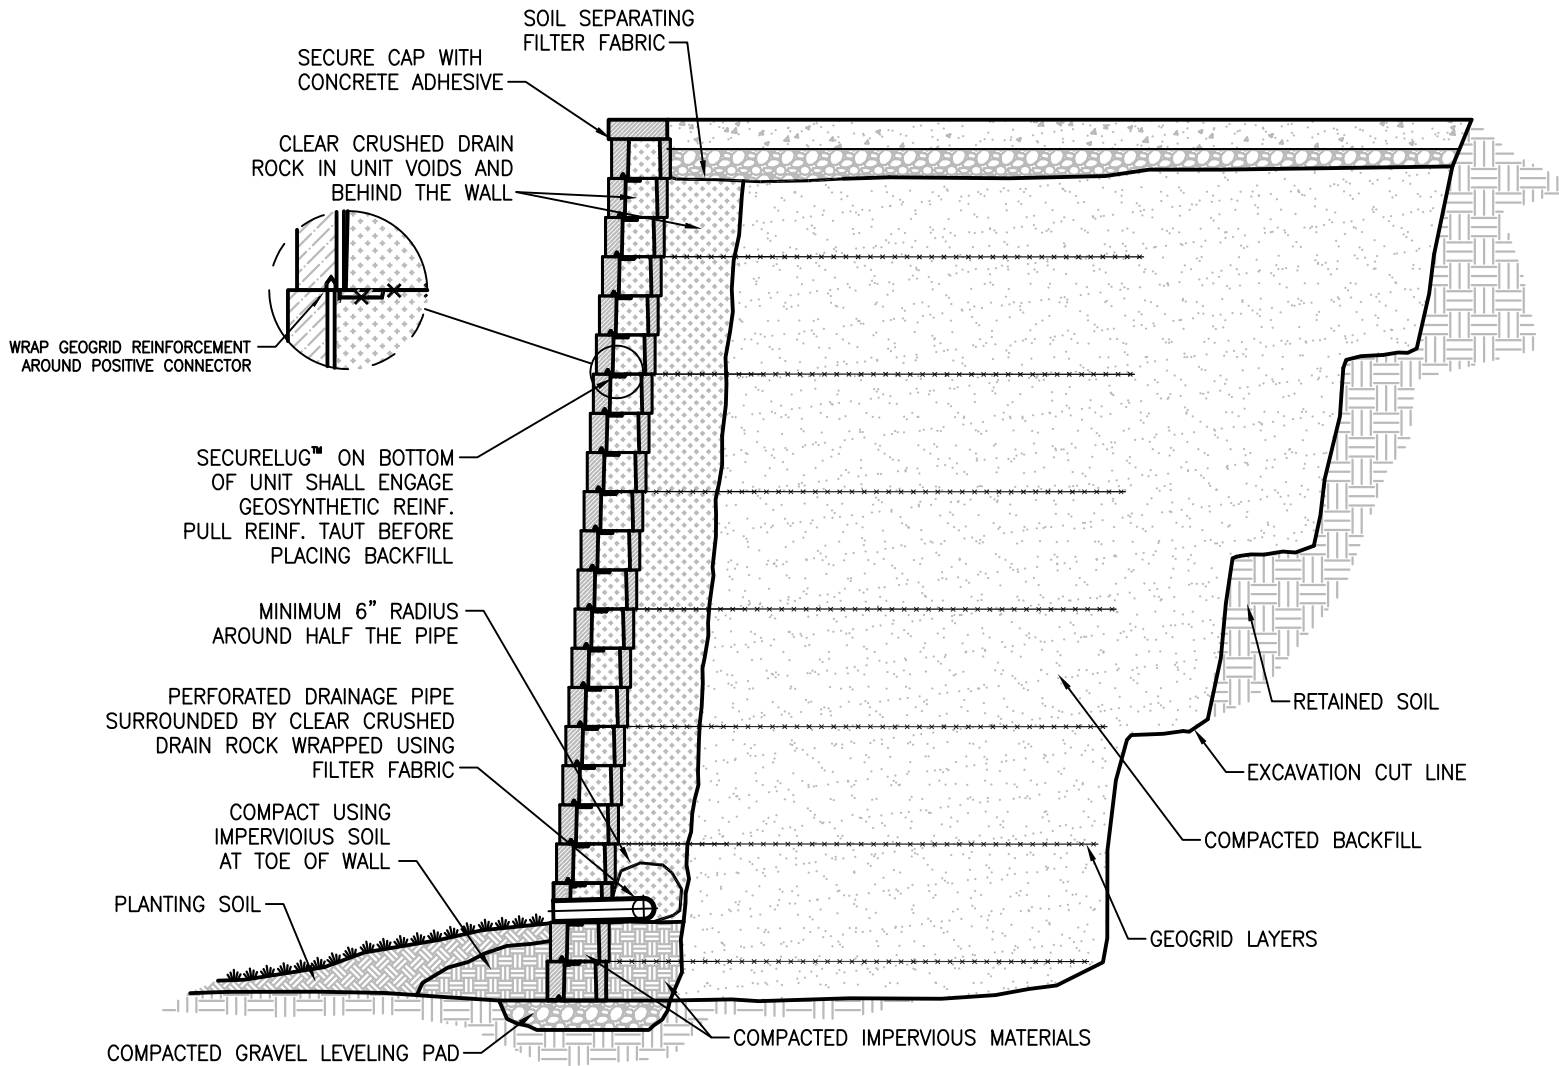 SOIL SEPARATING
FILTER FABRIC
SECURE CAP WITH
CONCRETE ADHESIVE
CLEAR CRUSHED DRAIN
ROCK IN UNIT VOIDS AND
BEHIND THE WALL
WRAP GEOGRID REINFORCEMENT
AROUND POSITIVE CONNECTOR
SECURELUG™ ON BOTTOM
OF UNIT SHALL ENGAGE
GEOSYNTHETIC REINF.
PULL REINF. TAUT BEFORE
PLACING BACKFILL
MINIMUM 6” RADIUS
AROUND HALF THE PIPE
PERFORATED DRAINAGE PIPE
SURROUNDED BY CLEAR CRUSHED
DRAIN ROCK WRAPPED USING
FILTER FABRIC
COMPACT USING
IMPERVIOIUS SOIL
AT TOE OF WALL
PLANTING SOIL
COMPACTED GRAVEL LEVELING PAD
RETAINED SOIL
EXCAVATION CUT LINE
COMPACTED BACKFILL
GEOGRID LAYERS
COMPACTED IMPERVIOUS MATERIALS